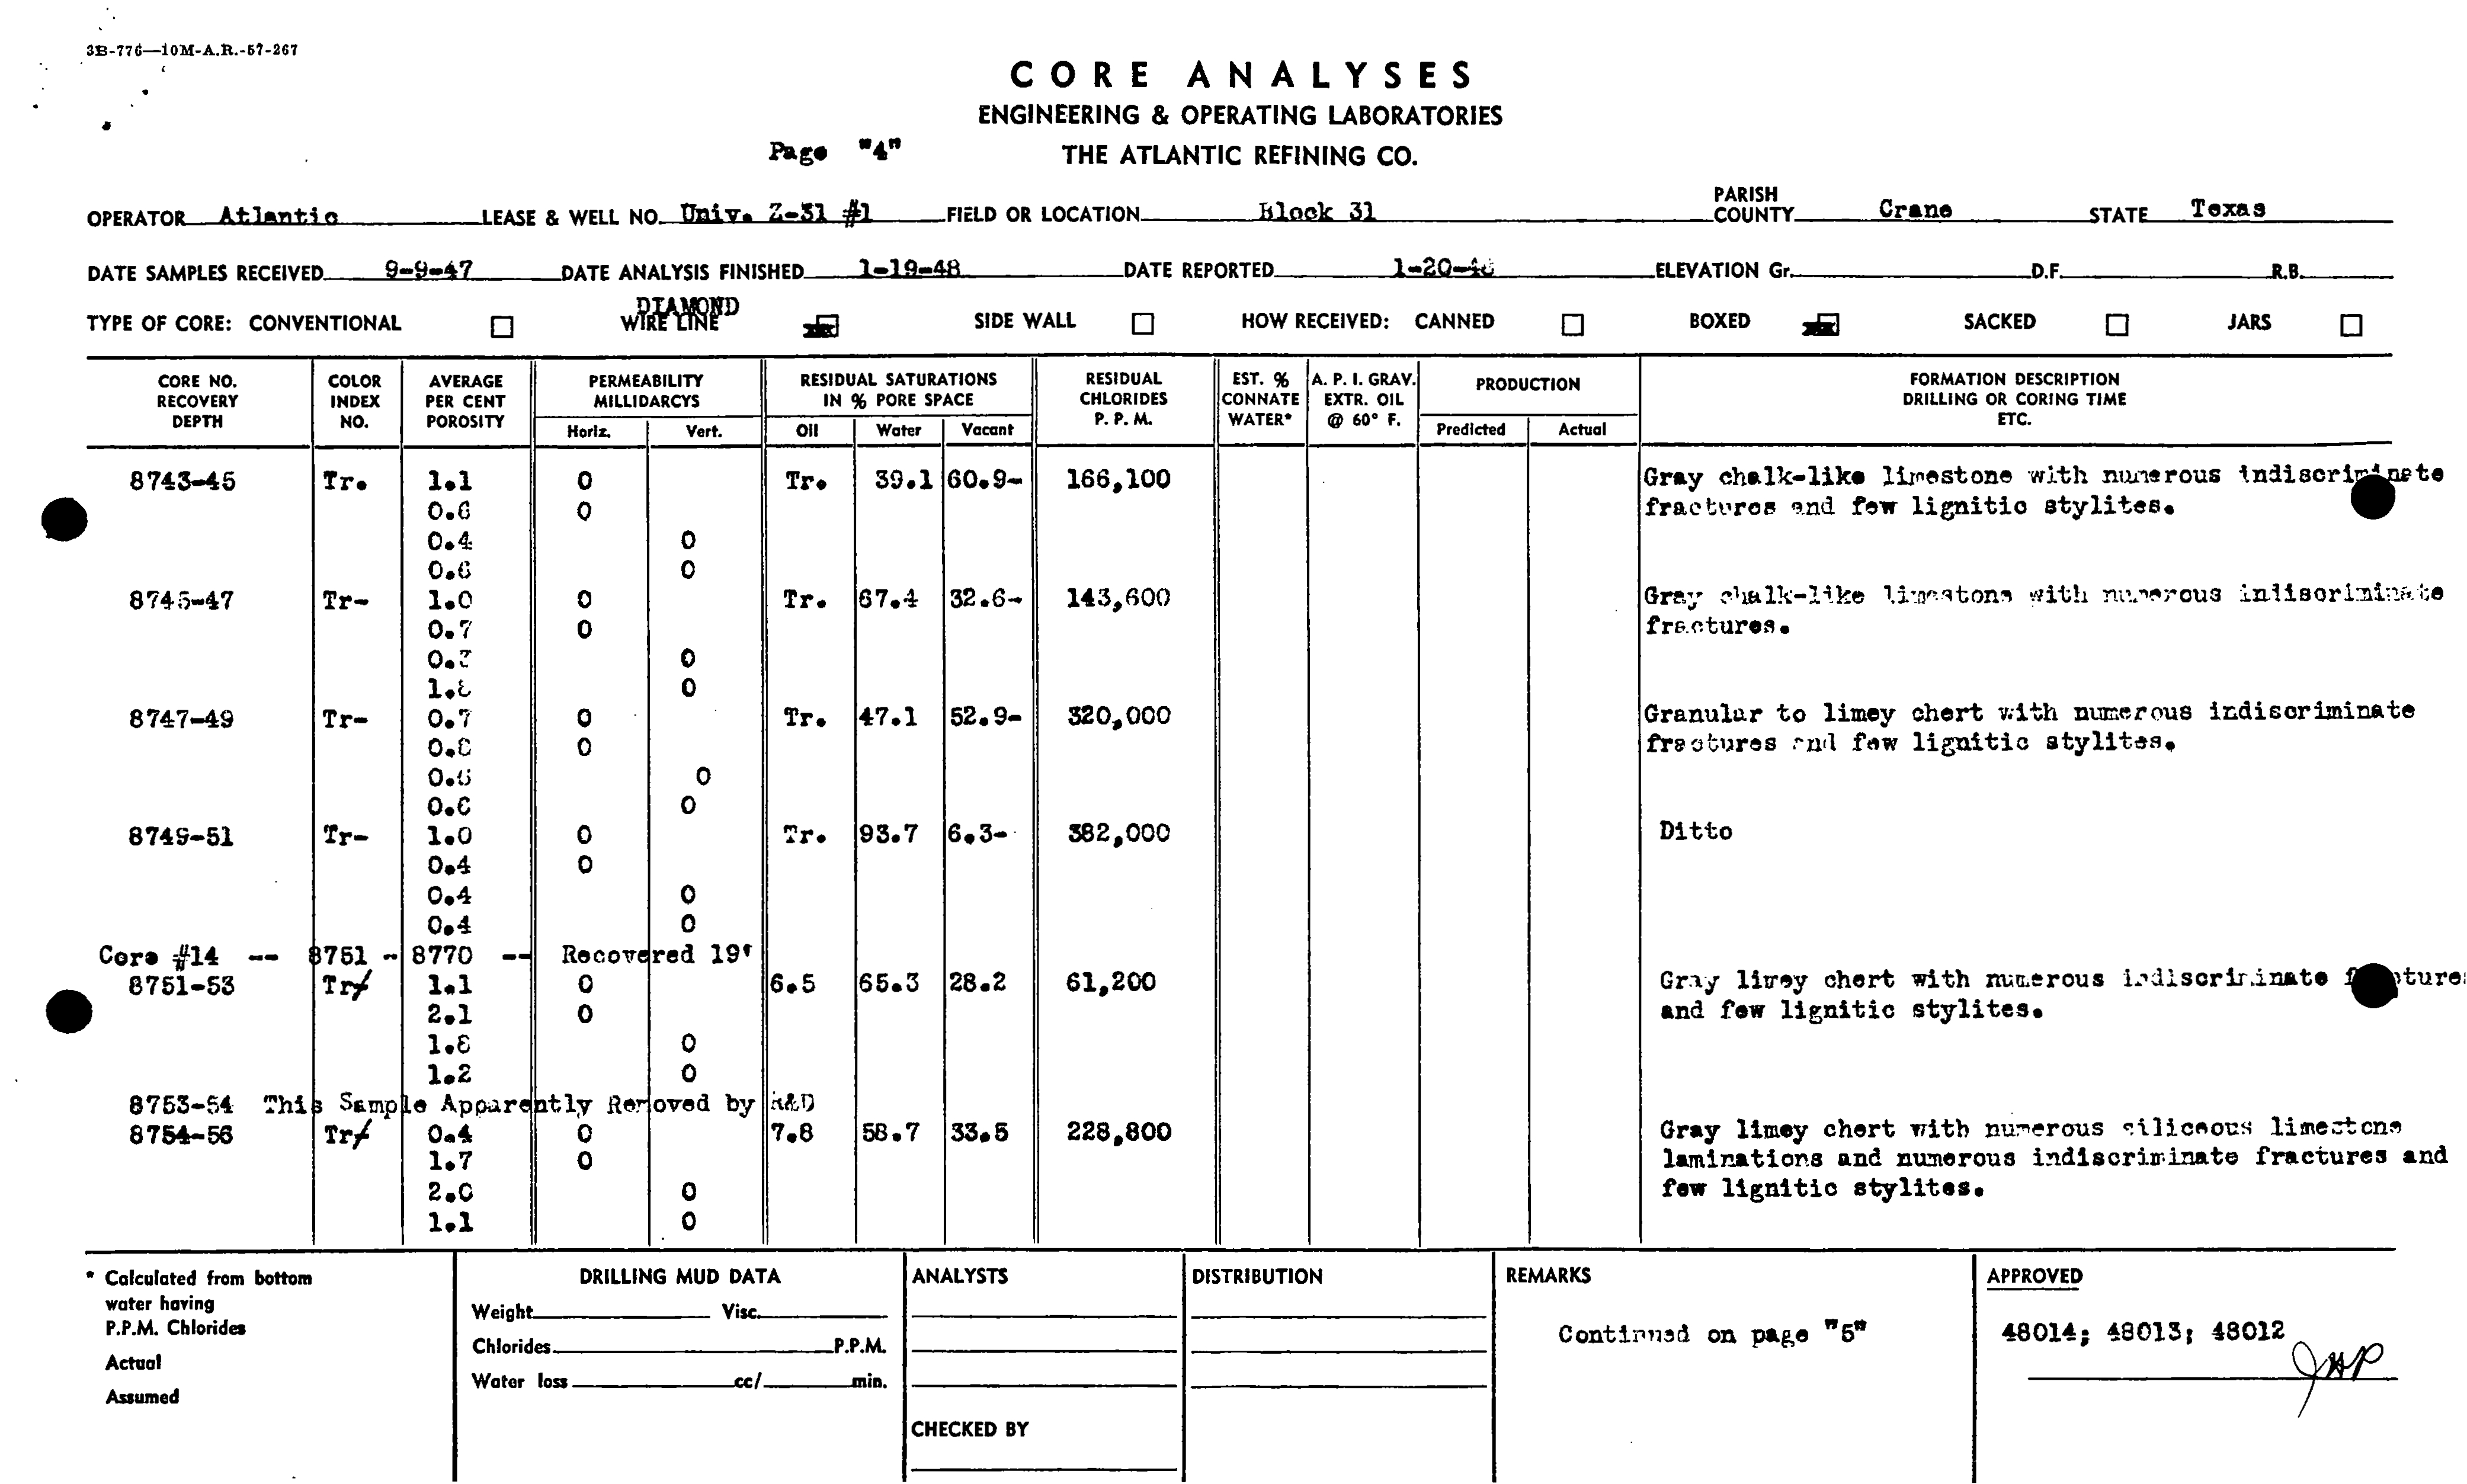 3B-776—10M-A.R.-57-267
CORE ANALYSES
ENGINEERING & OPERATING LABORATORIES
Page "4" THE ATLANTIC REFINING CO.
OPERATOR Atlantic LEASE & WELL NO. Univ. Z-31 #1 FIELD OR LOCATION Block 31 PARISH COUNTY Crane STATE Texas
DATE SAMPLES RECEIVED 9-9-47 DATE ANALYSIS FINISHED 1-19-48 DATE REPORTED 1-20-48 ELEVATION Gr. D.F. R.B.
DIAMOND
TYPE OF CORE: CONVENTIONAL WIRE LINE xx SIDE WALL HOW RECEIVED: CANNED BOXED xx SACKED JARS
CORE NO. RECOVERY DEPTH COLOR INDEX NO. AVERAGE PER CENT POROSITY PERMEABILITY MILLIDARCYS RESIDUAL SATURATIONS IN % PORE SPACE RESIDUAL CHLORIDES P. P. M. EST. % CONNATE WATER* A. P. I. GRAV. EXTR. OIL @ 60° F. PRODUCTION FORMATION DESCRIPTION DRILLING OR CORING TIME ETC.
Horiz. Vert. Oil Water Vacant Predicted Actual
8743-45 Tr. 1.1 0 Tr. 39.1 60.9- 166,100 Gray chalk-like limestone with numerous indiscriminate
0.6 0 fractures and few lignitic stylites.
0.4 0
0.6 0
8745-47 Tr- 1.0 0 Tr. 67.4 32.6- 143,600 Gray chalk-like limestone with numerous indiscriminate
0.7 0 fractures.
0
0
8747-49 Tr- 0.7 0 Tr. 47.1 52.9- 320,000 Granular to limey chert with numerous indiscriminate
0 fractures and few lignitic stylites.
0
0
8749-51 Tr- 1.0 0 Tr. 93.7 6.3- 382,000 Ditto
0.4 0
0.4 0
0.4 0
Core #14 -- 8751 - 8770 -- Recovered 19'
8751-53 Tr/ 1.1 0 6.5 65.3 28.2 61,200 Gray limey chert with numerous indiscriminate
2.1 0 and few lignitic stylites.
0
1.2 0
8753-54 This Sample Apparently Removed by R&D
8754-56 Tr/ 0.4 0 7.8 58.7 33.5 228,800 Gray limey chert with numerous siliceous limestone
1.7 0 laminations and numerous indiscriminate fractures and
2.0 0 few lignitic stylites.
1.1 0
* Calculated from bottom water having P.P.M. Chlorides
Actual
Assumed
DRILLING MUD DATA
Weight Visc.
Chlorides P.P.M.
Water loss cc/ min.
ANALYSTS
CHECKED BY
DISTRIBUTION
REMARKS
Continued on page "5"
APPROVED
48014; 48013; 48012